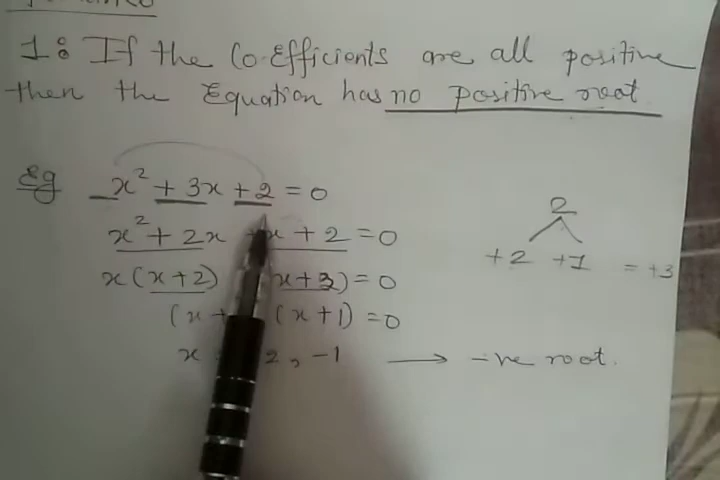 1: If the Co-efficients are all positive
then the Equation has no positive root
Eg x² + 3x + 2 = 0
x² + 2x + x + 2 = 0
x(x+2) x+3) = 0
(x+ (x+1) = 0
x 2, -1 → -ve root.
2
+2 +1 = +3